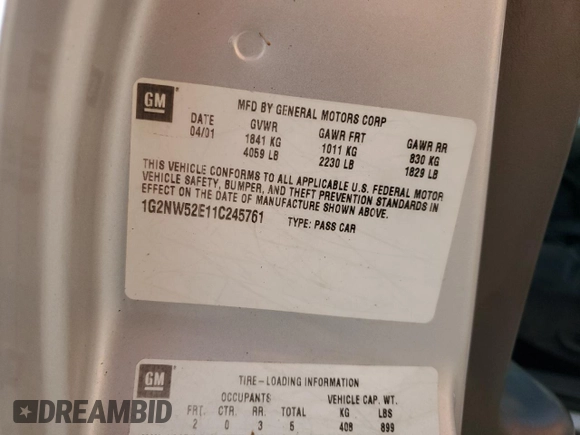 GM
MFD BY GENERAL MOTORS CORP
DATE GVWR GAWR FRT GAWR RR
04/01 1841 KG 1011 KG 830 KG
4059 LB 2230 LB 1829 LB
THIS VEHICLE CONFORMS TO ALL APPLICABLE U.S. FEDERAL MOTOR
VEHICLE SAFETY, BUMPER, AND THEFT PREVENTION STANDARDS IN
EFFECT ON THE DATE OF MANUFACTURE SHOWN ABOVE.
1G2NW52E11C245761 TYPE: PASS CAR
GM
TIRE-LOADING INFORMATION
OCCUPANTS VEHICLE CAP. WT.
FRT. CTR. RR. TOTAL KG LBS
2 0 3 5 408 899
DREAMBID